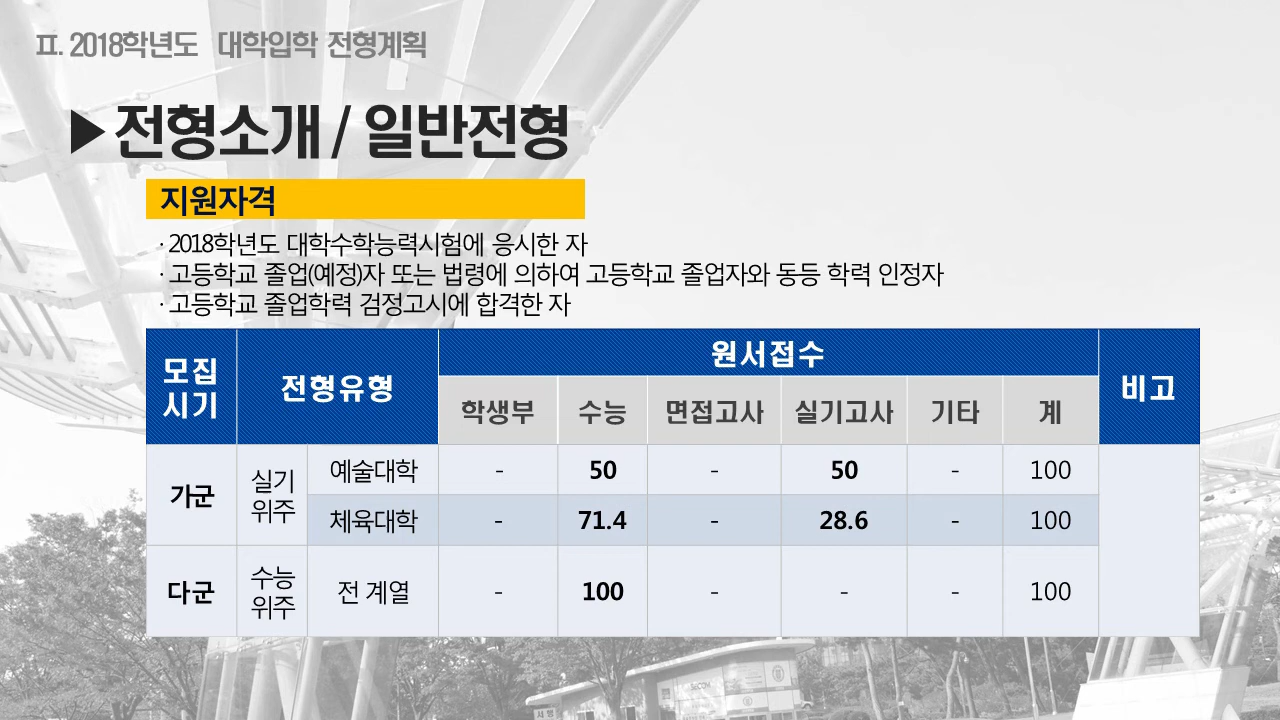 Ⅱ. 2018학년도 대학입학 전형계획
▶전형소개 / 일반전형
지원자격
· 2018학년도 대학수학능력시험에 응시한 자
· 고등학교 졸업(예정)자 또는 법령에 의하여 고등학교 졸업자와 동등 학력 인정자
· 고등학교 졸업학력 검정고시에 합격한 자
모집
시기
전형유형
원서접수
비고
학생부 수능 면접고사 실기고사 기타 계
가군
실기
위주
예술대학 - 50 - 50 - 100
체육대학 - 71.4 - 28.6 - 100
다군
수능
위주
전 계열 - 100 - - - 100